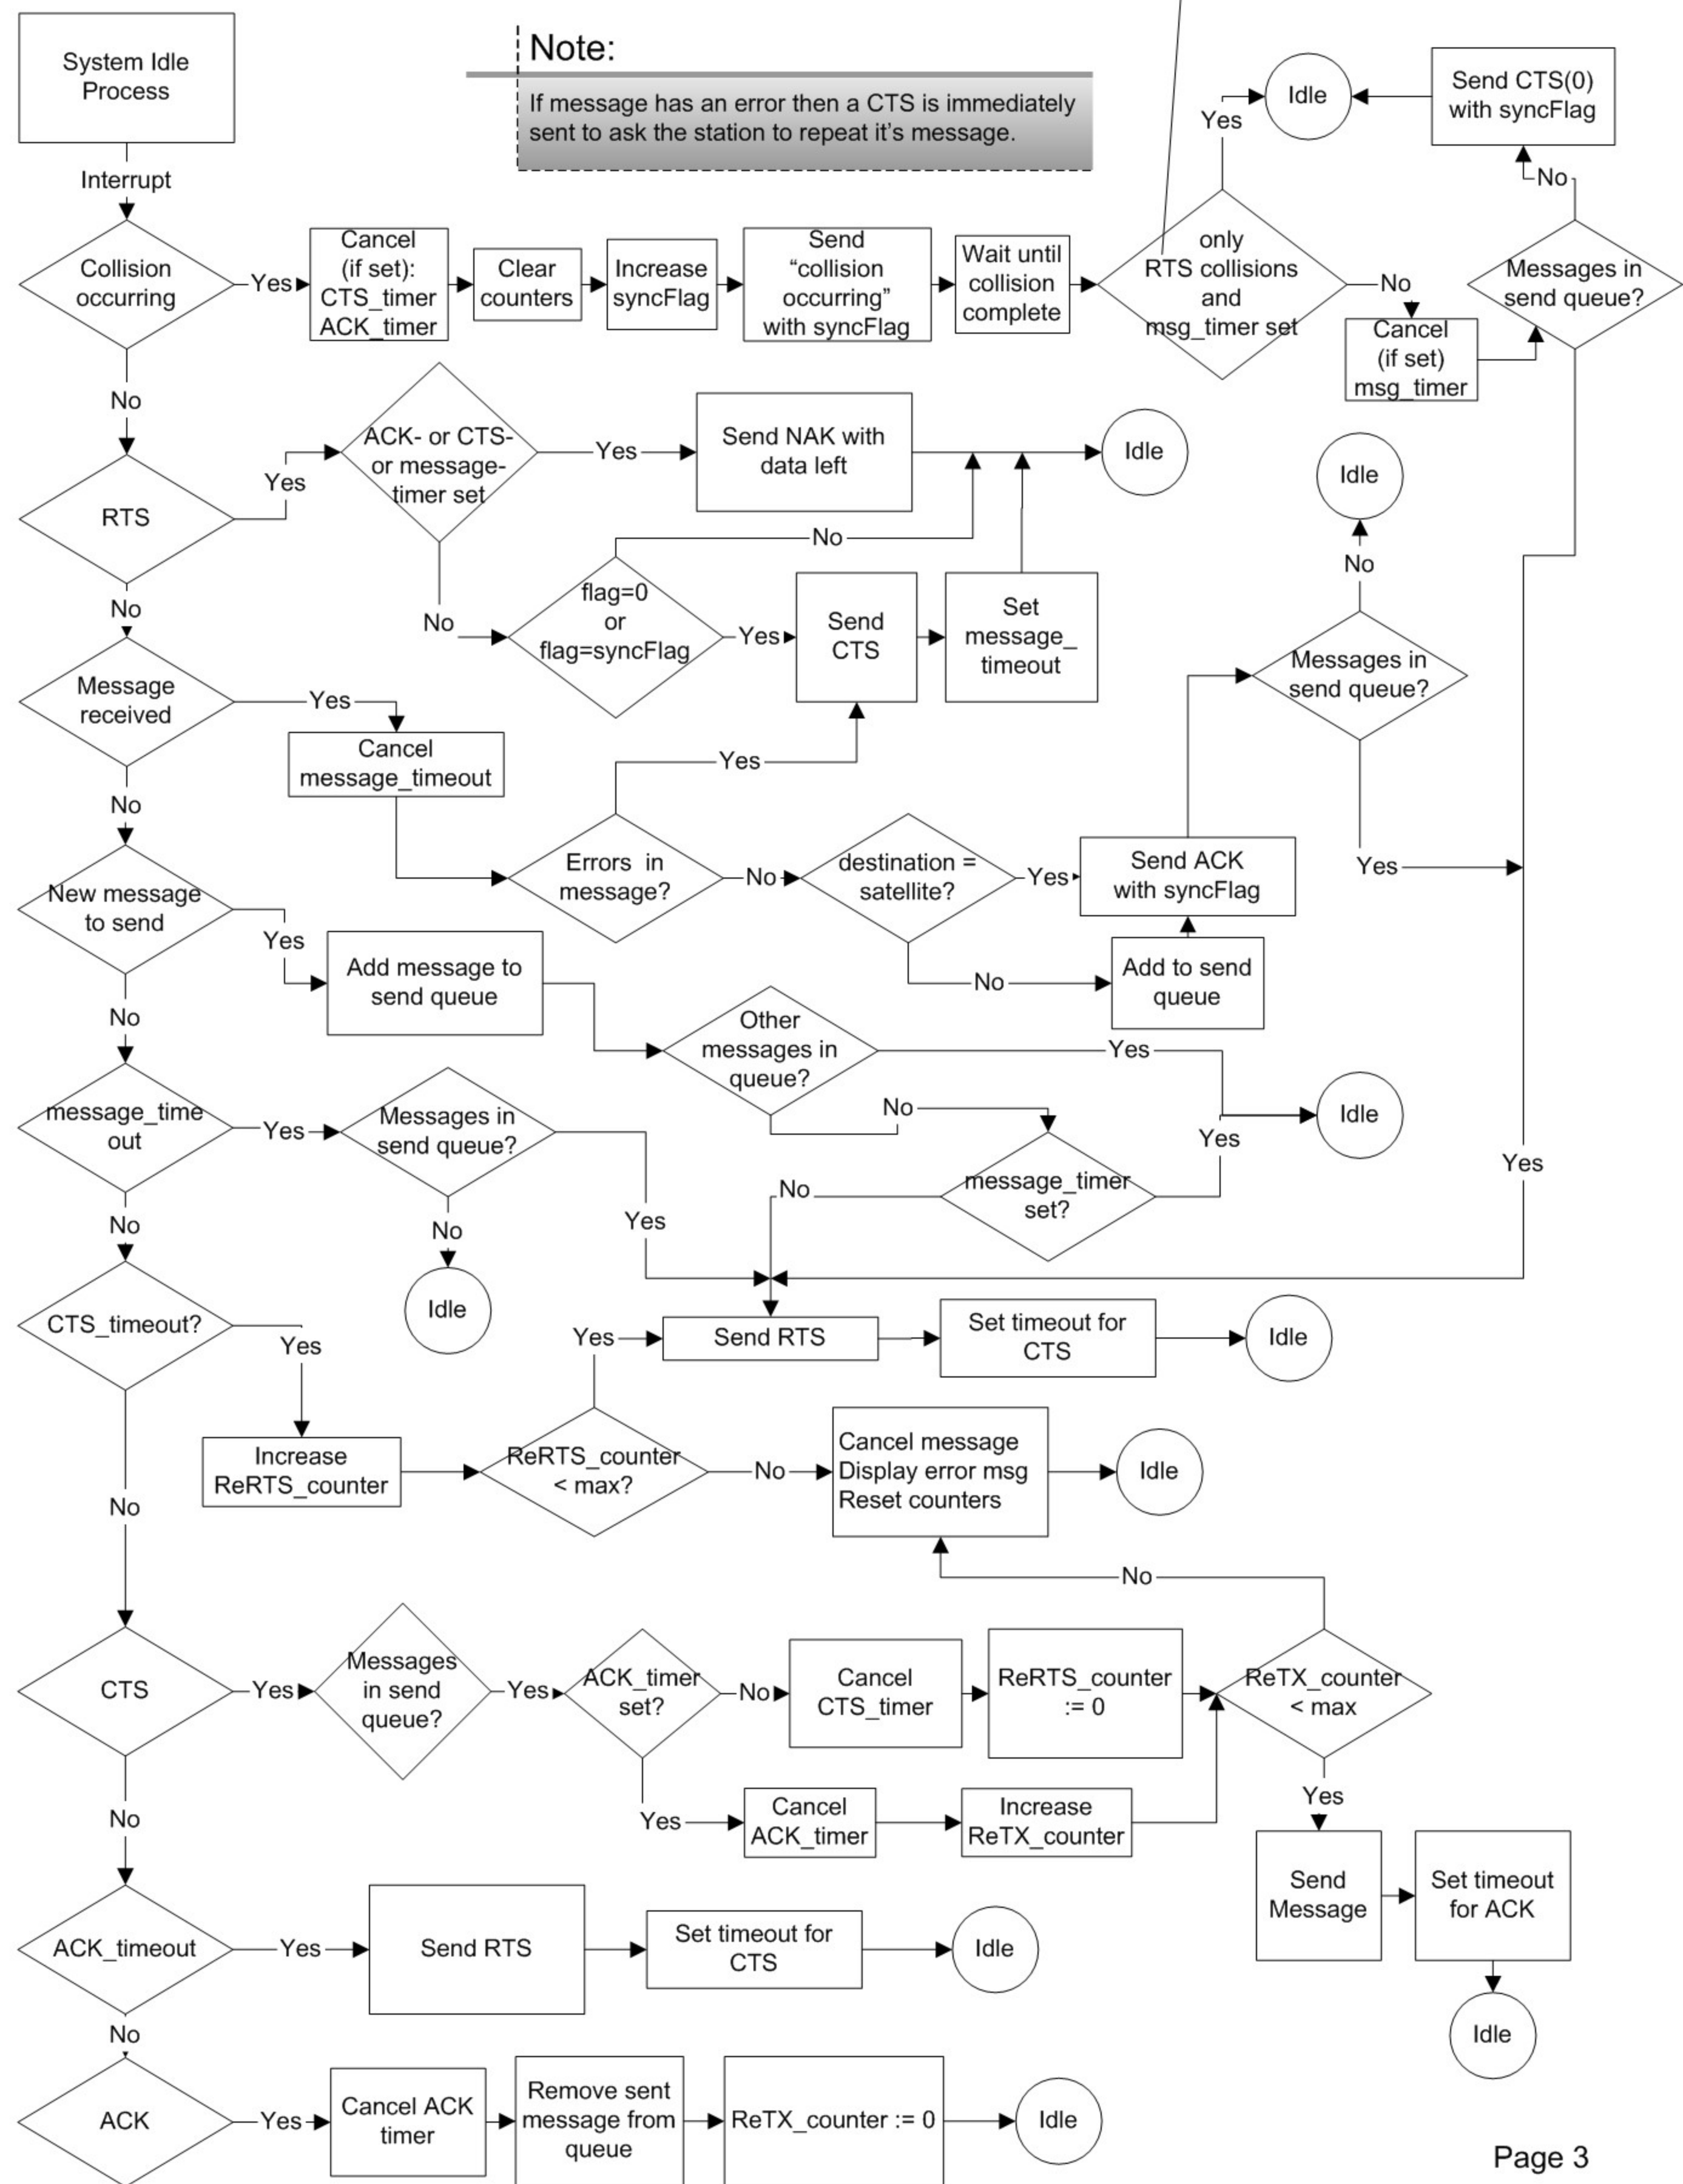 System Idle
Process
Note:
If message has an error then a CTS is immediately
sent to ask the station to repeat it’s message.
Idle
Send CTS(0)
with syncFlag
Yes
No
Interrupt
Collision
occurring
Yes
Cancel
(if set):
CTS_timer
ACK_timer
Clear
counters
Increase
syncFlag
Send
“collision
occurring”
with syncFlag
Wait until
collision
complete
only
RTS collisions
and
msg_timer set
No
Cancel
(if set)
msg_timer
Messages in
send queue?
No
RTS
Yes
ACK- or CTS-
or message-
timer set
Yes
Send NAK with
data left
Idle
Idle
No
No
No
flag=0
or
flag=syncFlag
Yes
Send
CTS
Set
message_
timeout
No
Messages in
send queue?
Message
received
Yes
Cancel
message_timeout
Yes
No
Errors in
message?
No
destination =
satellite?
Yes
Send ACK
with syncFlag
Yes
New message
to send
Yes
Add message to
send queue
No
Add to send
queue
No
Other
messages in
queue?
Yes
No
Idle
message_time
out
Yes
Messages in
send queue?
Yes
Yes
No
message_timer
set?
Yes
No
No
Idle
CTS_timeout?
Yes
Yes
Send RTS
Set timeout for
CTS
Idle
Increase
ReRTS_counter
ReRTS_counter
< max?
No
Cancel message
Display error msg
Reset counters
Idle
No
No
CTS
Yes
Messages
in send
queue?
Yes
ACK_timer
set?
No
Cancel
CTS_timer
ReRTS_counter
:= 0
ReTX_counter
< max
No
Yes
Cancel
ACK_timer
Increase
ReTX_counter
Yes
Send
Message
Set timeout
for ACK
ACK_timeout
Yes
Send RTS
Set timeout for
CTS
Idle
Idle
No
ACK
Yes
Cancel ACK
timer
Remove sent
message from
queue
ReTX_counter := 0
Idle
Page 3